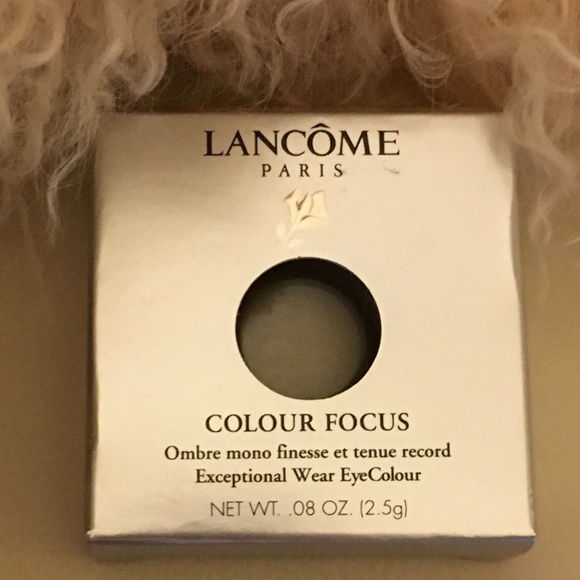 LANCÔME
PARIS
COLOUR FOCUS
Ombre mono finesse et tenue record
Exceptional Wear EyeColour
NET WT. .08 OZ. (2.5g)